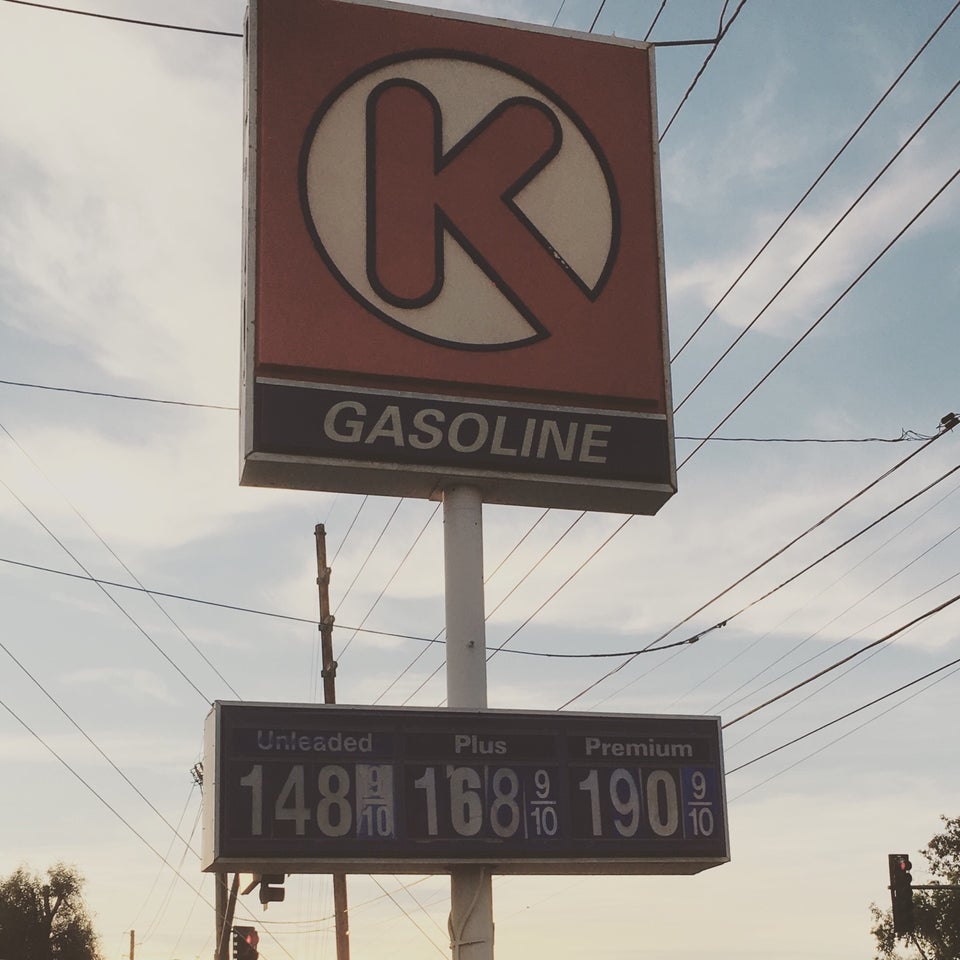 K
GASOLINE
Unleaded Plus Premium
148 9/10 168 9/10 190 9/10